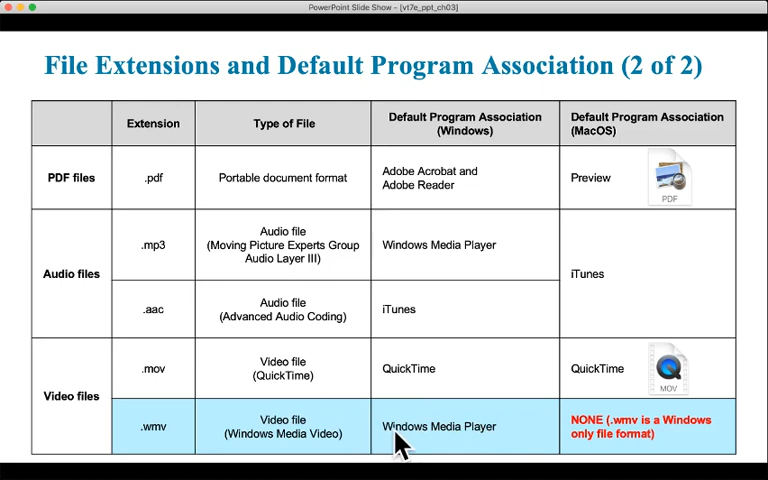 PowerPoint Slide Show - [vt7e_ppt_ch03]
File Extensions and Default Program Association (2 of 2)
Extension
Type of File
Default Program Association
(Windows)
Default Program Association
(MacOS)
PDF files
.pdf
Portable document format
Adobe Acrobat and
Adobe Reader
Preview
PDF
Audio files
.mp3
Audio file
(Moving Picture Experts Group
Audio Layer III)
Windows Media Player
iTunes
.aac
Audio file
(Advanced Audio Coding)
iTunes
Video files
.mov
Video file
(QuickTime)
QuickTime
QuickTime
MOV
.wmv
Video file
(Windows Media Video)
Windows Media Player
NONE (.wmv is a Windows
only file format)